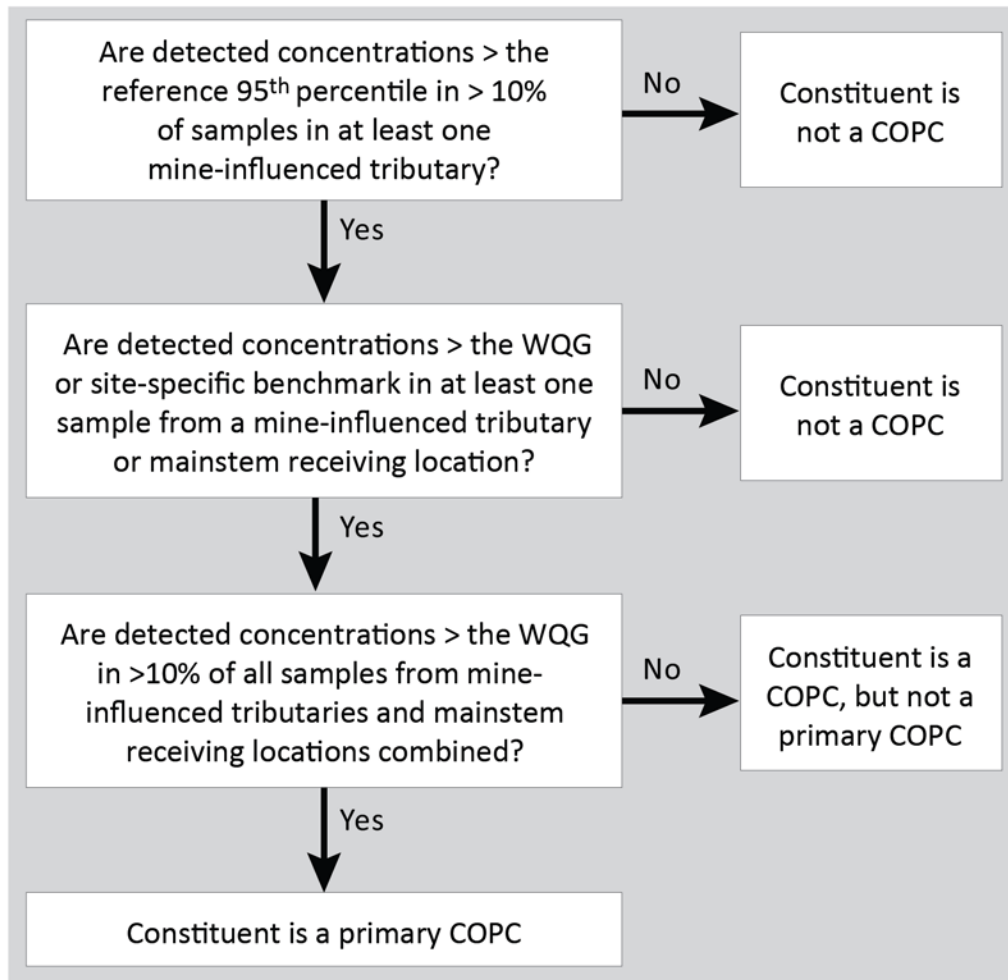 Are detected concentrations > the
reference 95th percentile in > 10%
of samples in at least one
mine-influenced tributary?
No
Constituent is
not a COPC
Yes
Are detected concentrations > the WQG
or site-specific benchmark in at least one
sample from a mine-influenced tributary
or mainstem receiving location?
No
Constituent is
not a COPC
Yes
Are detected concentrations > the WQG
in >10% of all samples from mine-
influenced tributaries and mainstem
receiving locations combined?
No
Constituent is a
COPC, but not a
primary COPC
Yes
Constituent is a primary COPC